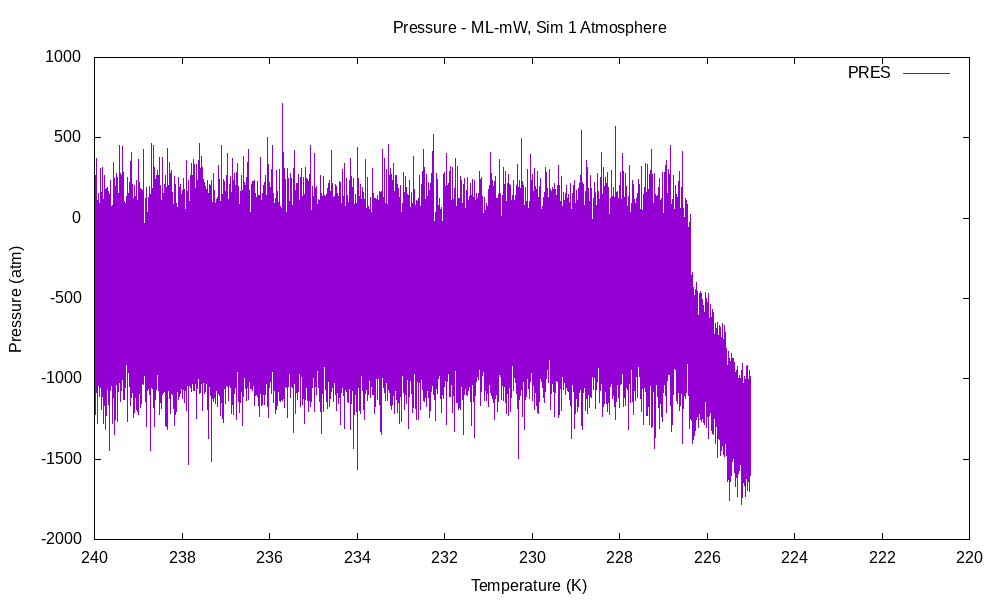 Pressure - ML-mW, Sim 1 Atmosphere
PRES
1000
500
0
-500
-1000
-1500
-2000
Pressure (atm)
240 238 236 234 232 230 228 226 224 222 220
Temperature (K)